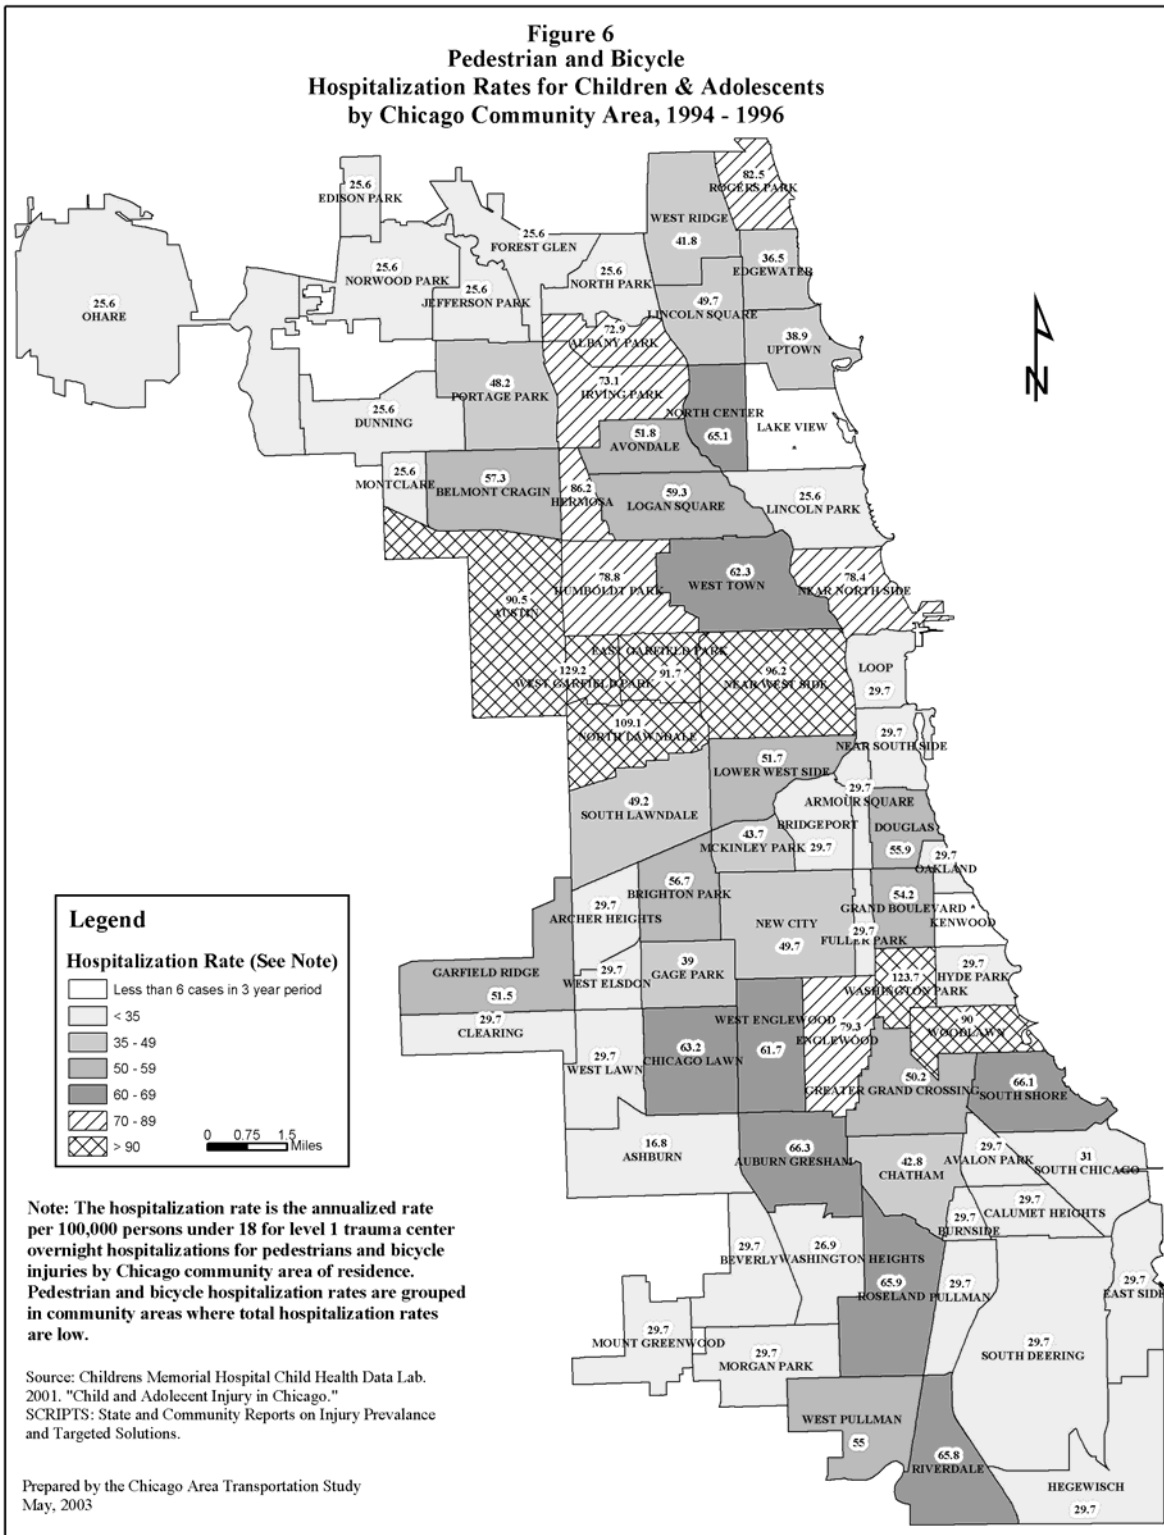 Figure 6
Pedestrian and Bicycle
Hospitalization Rates for Children & Adolescents
by Chicago Community Area, 1994 - 1996
82.5
ROGERS PARK
25.6
EDISON PARK
WEST RIDGE
41.8
25.6
FOREST GLEN
36.5
EDGEWATER
25.6
NORWOOD PARK
25.6
NORTH PARK
25.6
JEFFERSON PARK
25.6
OHARE
49.7
LINCOLN SQUARE
72.9
ALBANY PARK
38.9
UPTOWN
48.2
PORTAGE PARK
73.1
IRVING PARK
N
25.6
DUNNING
NORTH CENTER
65.1
LAKE VIEW
*
51.8
AVONDALE
25.6
MONTCLARE
57.3
BELMONT CRAGIN
86.2
HERMOSA
59.3
LOGAN SQUARE
25.6
LINCOLN PARK
78.8
HUMBOLDT PARK
62.3
WEST TOWN
78.4
NEAR NORTH SIDE
90.5
AUSTIN
EAST GARFIELD PARK
91.7
129.2
WEST GARFIELD PARK
96.2
NEAR WEST SIDE
LOOP
29.7
109.1
NORTH LAWNDALE
29.7
NEAR SOUTH SIDE
51.7
LOWER WEST SIDE
29.7
ARMOUR SQUARE
49.2
SOUTH LAWNDALE
BRIDGEPORT
29.7
DOUGLAS
55.9
43.7
MCKINLEY PARK
29.7
OAKLAND
56.7
BRIGHTON PARK
29.7
ARCHER HEIGHTS
54.2
GRAND BOULEVARD
*
KENWOOD
NEW CITY
49.7
29.7
FULLER PARK
39
GAGE PARK
29.7
WEST ELSDON
GARFIELD RIDGE
51.5
123.7
WASHINGTON PARK
29.7
HYDE PARK
29.7
CLEARING
WEST ENGLEWOOD
61.7
79.3
ENGLEWOOD
90
WOODLAWN
63.2
CHICAGO LAWN
29.7
WEST LAWN
50.2
GREATER GRAND CROSSING
66.1
SOUTH SHORE
16.8
ASHBURN
66.3
AUBURN GRESHAM
42.8
CHATHAM
29.7
AVALON PARK
31
SOUTH CHICAGO
29.7
CALUMET HEIGHTS
29.7
BURNSIDE
29.7
BEVERLY
26.9
WASHINGTON HEIGHTS
65.9
ROSELAND
29.7
PULLMAN
29.7
EAST SIDE
29.7
MOUNT GREENWOOD
29.7
MORGAN PARK
29.7
SOUTH DEERING
WEST PULLMAN
55
65.8
RIVERDALE
HEGEWISCH
29.7
Legend
Hospitalization Rate (See Note)
Less than 6 cases in 3 year period
< 35
35 - 49
50 - 59
60 - 69
70 - 89
> 90
0 0.75 1.5
Miles
Note: The hospitalization rate is the annualized rate
per 100,000 persons under 18 for level 1 trauma center
overnight hospitalizations for pedestrians and bicycle
injuries by Chicago community area of residence.
Pedestrian and bicycle hospitalization rates are grouped
in community areas where total hospitalization rates
are low.
Source: Childrens Memorial Hospital Child Health Data Lab.
2001. "Child and Adolecent Injury in Chicago."
SCRIPTS: State and Community Reports on Injury Prevalance
and Targeted Solutions.
Prepared by the Chicago Area Transportation Study
May, 2003